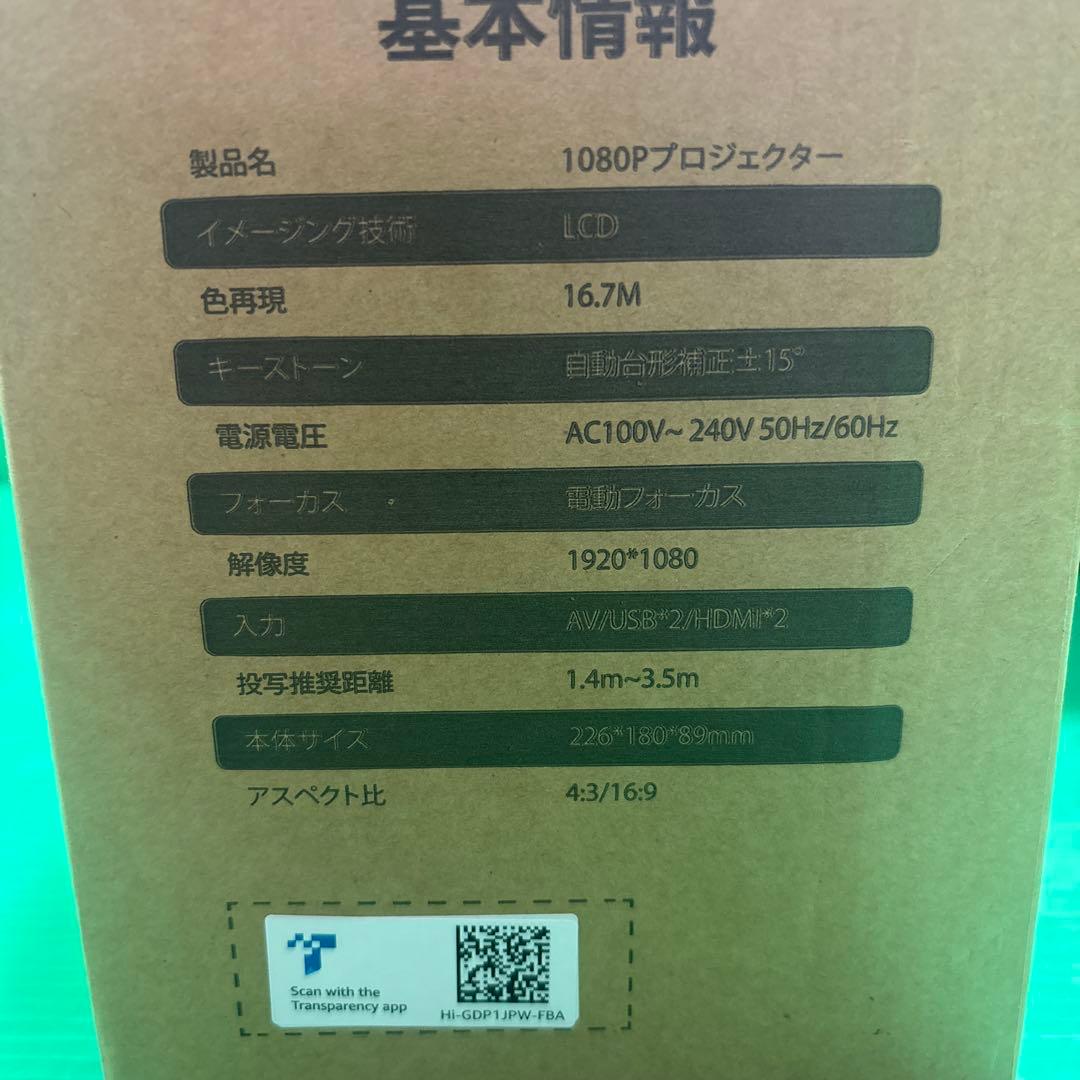 基本情報
製品名 1080Pプロジェクター
イメージング技術 LCD
色再現 16.7M
キーストーン 自動台形補正±15°
電源電圧 AC100V~ 240V 50Hz/60Hz
フォーカス 電動フォーカス
解像度 1920*1080
入力 AV/USB*2/HDMI*2
投写推奨距離 1.4m~3.5m
本体サイズ 226*180*89mm
アスペクト比 4:3/16:9
Scan with the
Transparency app
Hi-GDP1JPW-FBA